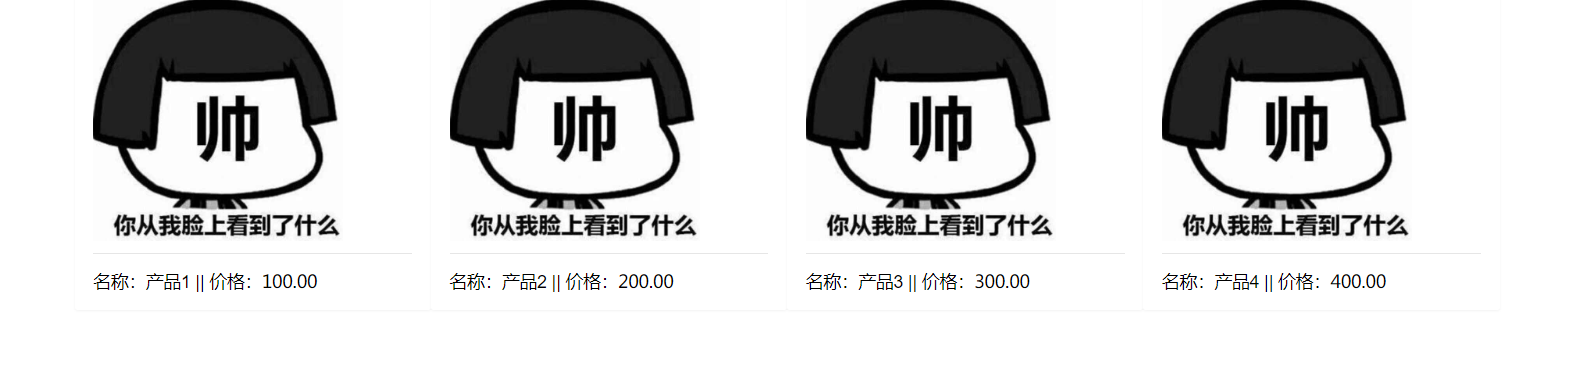 帅 帅 帅 帅
你从我脸上看到了什么 你从我脸上看到了什么 你从我脸上看到了什么 你从我脸上看到了什么
名称：产品1 || 价格：100.00 名称：产品2 || 价格：200.00 名称：产品3 || 价格：300.00 名称：产品4 || 价格：400.00